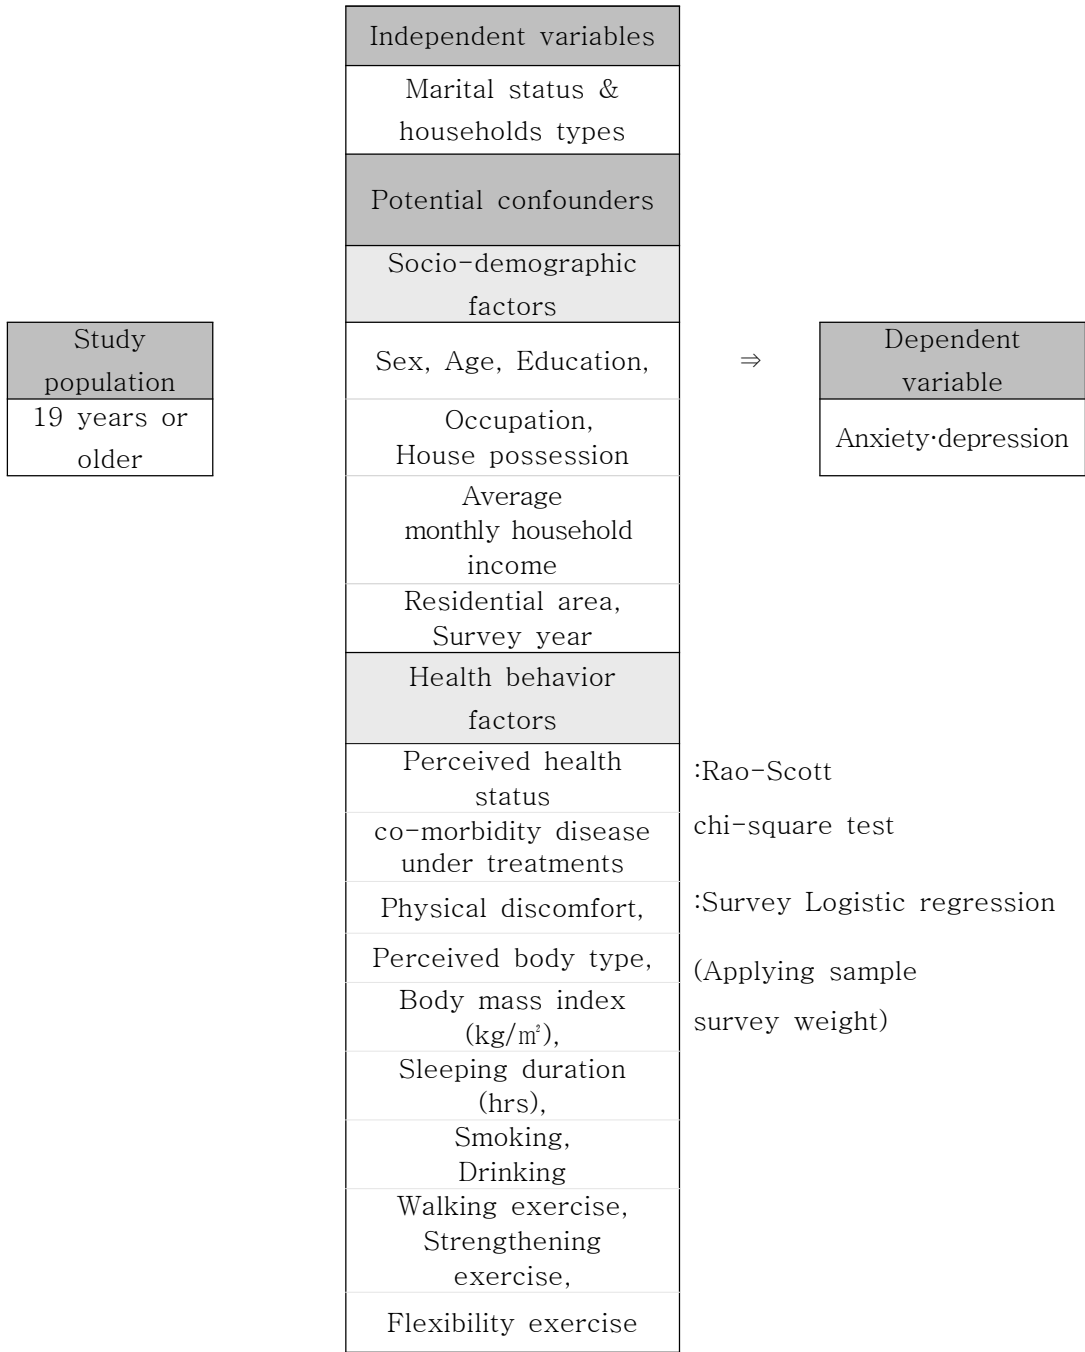 Study
population
19 years or
older
Independent variables
Marital status &
households types
Potential confounders
Socio-demographic
factors
Sex, Age, Education,
Occupation,
House possession
Average
monthly household
income
Residential area,
Survey year
Health behavior
factors
Perceived health
status
co-morbidity disease
under treatments
Physical discomfort,
Perceived body type,
Body mass index
(kg/㎡),
Sleeping duration
(hrs),
Smoking,
Drinking
Walking exercise,
Strengthening
exercise,
Flexibility exercise
⇒
Dependent
variable
Anxiety·depression
:Rao-Scott
chi-square test
:Survey Logistic regression
(Applying sample
survey weight)